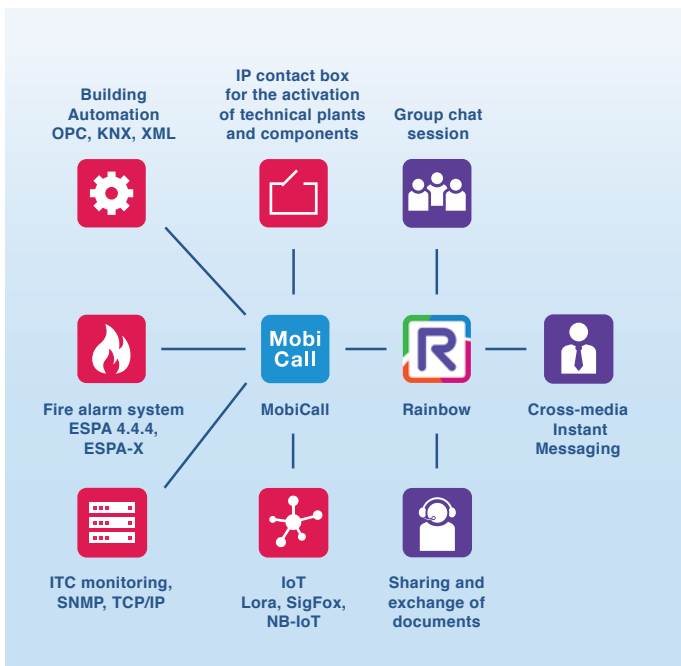 Building
Automation
OPC, KNX, XML
IP contact box
for the activation
of technical plants
and components
Group chat
session
Mobi
Call
R
Fire alarm system
ESPA 4.4.4,
ESPA-X
MobiCall
Rainbow
Cross-media
Instant
Messaging
ITC monitoring,
SNMP, TCP/IP
IoT
Lora, SigFox,
NB-IoT
Sharing and
exchange of
documents